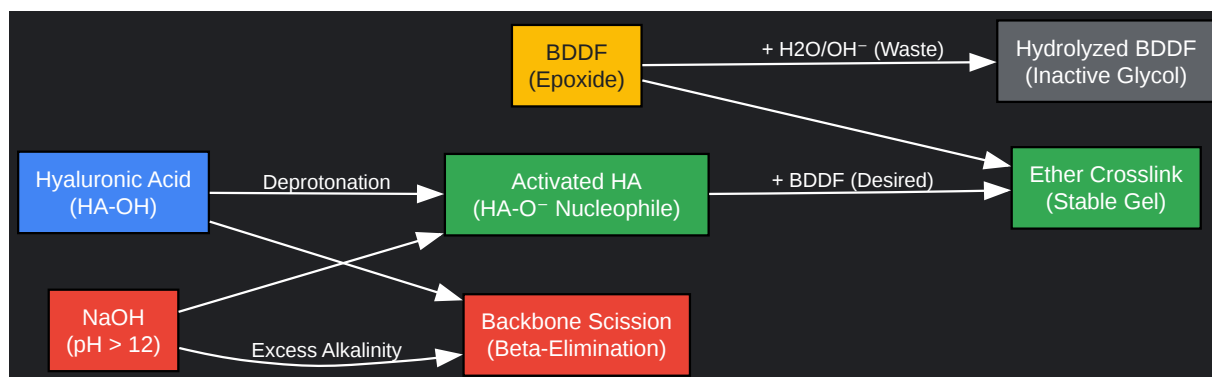 BDDF
(Epoxide)
+ H2O/OH⁻ (Waste)
Hydrolyzed BDDF
(Inactive Glycol)
Hyaluronic Acid
(HA-OH)
Deprotonation
Activated HA
(HA-O⁻ Nucleophile)
+ BDDF (Desired)
Ether Crosslink
(Stable Gel)
NaOH
(pH > 12)
Excess Alkalinity
Backbone Scission
(Beta-Elimination)